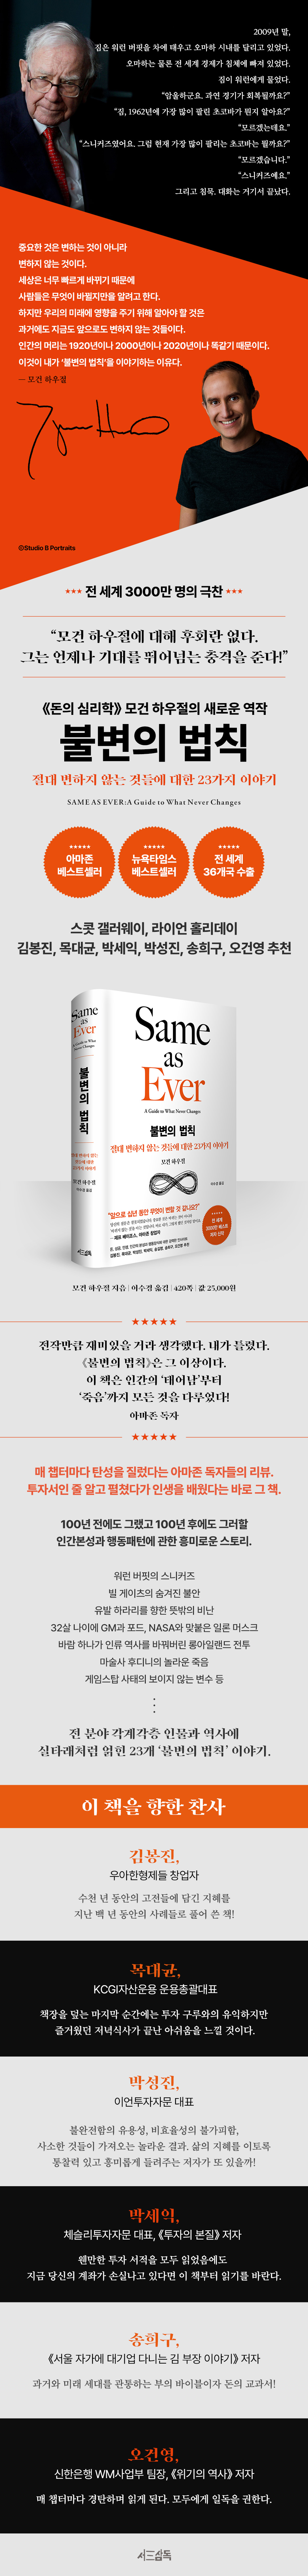 2009년 말,
짐은 워런 버핏을 차에 태우고 오마하 시내를 달리고 있었다.
오마하는 물론 전 세계 경제가 침체에 빠져 있었다.
짐이 워런에게 물었다.
“암울하군요. 과연 경기가 회복될까요?”
“짐, 1962년에 가장 많이 팔린 초코바가 뭔지 알아요?”
“모르겠는데요.”
“스니커즈였어요. 그럼 현재 가장 많이 팔리는 초코바는 뭘까요?”
“모르겠습니다.”
“스니커즈예요.”
그리고 침묵. 대화는 거기서 끝났다.
중요한 것은 변하는 것이 아니라
변하지 않는 것이다.
세상은 너무 빠르게 바뀌기 때문에
사람들은 무엇이 바뀔지만을 알려고 한다.
하지만 우리의 미래에 영향을 주기 위해 알아야 할 것은
과거에도 지금도 앞으로도 변하지 않는 것들이다.
인간의 머리는 1920년이나 2000년이나 2020년이나 똑같기 때문이다.
이것이 내가 ‘불변의 법칙’을 이야기하는 이유다.
— 모건 하우절
©Studio B Portraits
★★★ 전 세계 3000만 명의 극찬 ★★★
“모건 하우절에 대해 후회란 없다.
그는 언제나 기대를 뛰어넘는 충격을 준다!”
《돈의 심리학》 모건 하우절의 새로운 역작
불변의 법칙
절대 변하지 않는 것들에 대한 23가지 이야기
SAME AS EVER: A Guide to What Never Changes
★★★★★
아마존
베스트셀러
★★★★★
뉴욕타임스
베스트셀러
★★★★★
전 세계
36개국 수출
스콧 갤러웨이, 라이언 홀리데이
김봉진, 목대균, 박세익, 박성진, 송희구, 오건영 추천
Same
as
Ever
A Guide to What Never Changes
불변의 법칙
절대 변하지 않는 것들에 대한 23가지 이야기
모건 하우절
Same
as
Ever
불변의 법칙
절대 변하지 않는 것들에 대한 23가지 이야기
모건 하우절
이수경 옮김
“앞으로 십년 동안 무엇이 변할 것 같냐고?”
모건 하우절 지음 | 이수경 옮김 | 420쪽 | 값 25,000원
★★★★★
전작만큼 재미있을 거라 생각했다. 내가 틀렸다.
《불변의 법칙》은 그 이상이다.
이 책은 인간의 ‘태어남’부터
‘죽음’까지 모든 것을 다루었다!
아마존 독자
★★★★★
매 챕터마다 탄성을 질렀다는 아마존 독자들의 리뷰.
투자서인 줄 알고 펼쳤다가 인생을 배웠다는 바로 그 책.
100년 전에도 그랬고 100년 후에도 그러할
인간본성과 행동패턴에 관한 흥미로운 스토리.
워런 버핏의 스니커즈
빌 게이츠의 숨겨진 불안
유발 하라리를 향한 뜻밖의 비난
32살 나이에 GM과 포드, NASA와 맞붙은 일론 머스크
바람 하나가 인류 역사를 바꿔버린 롱아일랜드 전투
마술사 후디니의 놀라운 죽음
게임스탑 사태의 보이지 않는 변수 등
전 분야 각계각층 인물과 역사에
실타래처럼 얽힌 23개 ‘불변의 법칙’ 이야기.
이 책을 향한 찬사
김봉진,
우아한형제들 창업자
수천 년 동안의 고전들에 담긴 지혜를
지난 백 년 동안의 사례들로 풀어 쓴 책!
목대균,
KCGI자산운용 운용총괄대표
책장을 덮는 마지막 순간에는 투자 구루와의 유익하지만
즐거웠던 저녁식사가 끝난 아쉬움을 느낄 것이다.
박성진,
이언투자자문 대표
불완전함의 유용성, 비효율성의 불가피함,
사소한 것들이 가져오는 놀라운 결과. 삶의 지혜를 이토록
통찰력 있고 흥미롭게 들려주는 저자가 또 있을까!
박세익,
체슬리투자자문 대표, 《투자의 본질》 저자
웬만한 투자 서적을 모두 읽었음에도
지금 당신의 계좌가 손실나고 있다면 이 책부터 읽기를 바란다.
송희구,
《서울 자가에 대기업 다니는 김 부장 이야기》 저자
과거와 미래 세대를 관통하는 부의 바이블이자 돈의 교과서!
오건영,
신한은행 WM사업부 팀장, 《위기의 역사》 저자
매 챕터마다 경탄하며 읽게 된다. 모두에게 일독을 권한다.
서삼독